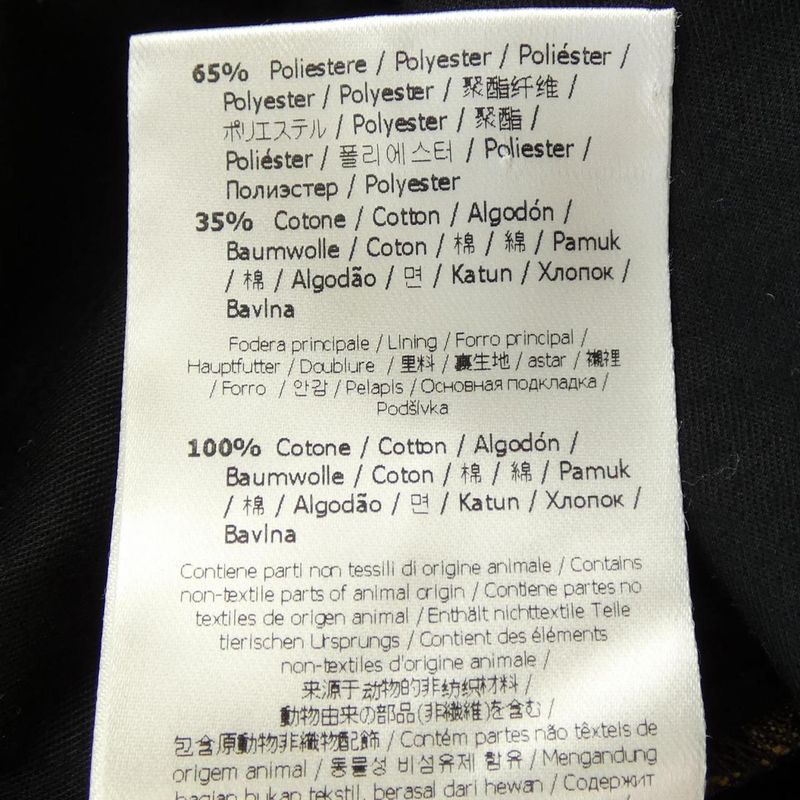 65% Poliestere / Polyester / Poliéster /
Polyester / Polyester / 聚酯纤维 /
ポリエステル / Polyester / 聚酯 /
Poliéster / 폴리에스터 / Poliester /
Полиэстер / Polyester
35% Cotone / Cotton / Algodón /
Baumwolle / Coton / 棉 / 綿 / Pamuk
/ 棉 / Algodão / 면 / Katun / Хлопок /
Bavlna
Fodera principale / Lining / Forro principal /
Hauptfutter / Doublure / 里料 / 裏生地 / astar / 襯裡
/ Forro / 안감 / Pelapis / Основная подкладка /
Podšívka
100% Cotone / Cotton / Algodón /
Baumwolle / Coton / 棉 / 綿 / Pamuk
/ 棉 / Algodão / 면 / Katun / Хлопок /
Bavlna
Contiene parti non tessili di origine animale / Contains
non-textile parts of animal origin / Contiene partes no
textiles de origen animal / Enthält nichttextile Teile
tierischen Ursprungs / Contient des éléments
non-textiles d'origine animale /
来源于动物的非纺织材料 /
動物由来の部品(非繊維)を含む /
包含原動物非織物配飾 / Contém partes não têxteis de
origem animal / 동물성 비섬유제 함유 / Mengandung
bagian bukan tekstil, berasal dari hewan / Содержит